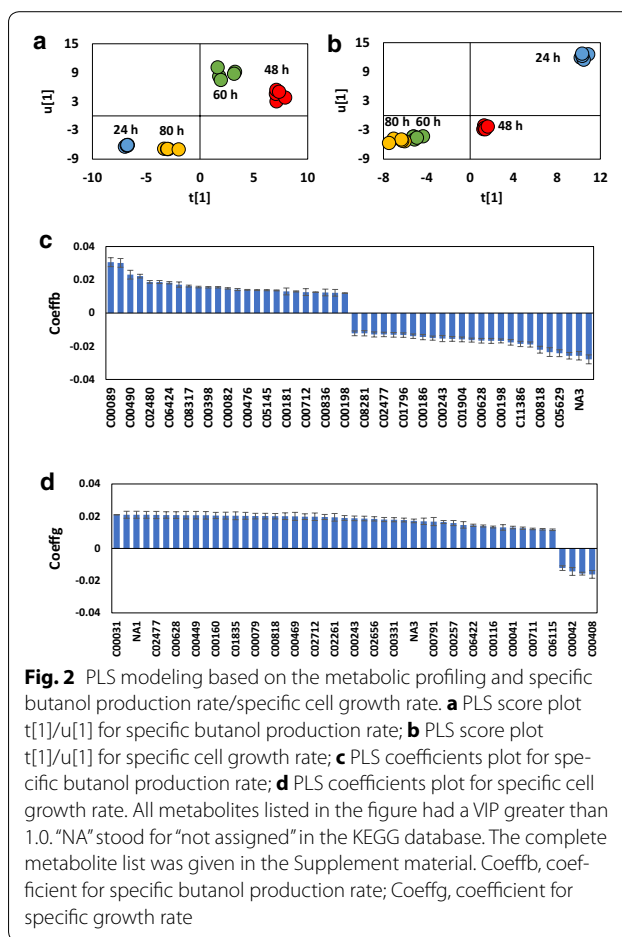 a
b
15
9
3
-3
-9
u[1]
48 h
60 h
24 h
80 h
-10
-5
0
5
10
t[1]
15
9
3
-3
-9
u[1]
24 h
80 h
60 h
48 h
-8
-4
0
4
8
12
t[1]
c
0.04
0.02
0
-0.02
-0.04
Coeffb
C00089
C00490
C02480
C06424
C08317
C00398
C00082
C00476
C05145
C00181
C00712
C00836
C00198
C08281
C02477
C01796
C00186
C00243
C01904
C00628
C00198
C11386
C00818
C05629
NA3
d
0.04
0.02
0
-0.02
-0.04
Coeffg
C00031
NA1
C02477
C00628
C00449
C00160
C01835
C00079
C00818
C00469
C02712
C02261
C00243
C02656
C00331
NA3
C00791
C00257
C06422
C00116
C00041
C00711
C06115
C00042
C00408
Fig. 2 PLS modeling based on the metabolic profiling and specific
butanol production rate/specific cell growth rate. a PLS score plot
t[1]/u[1] for specific butanol production rate; b PLS score plot
t[1]/u[1] for specific cell growth rate; c PLS coefficients plot for spe-
cific butanol production rate; d PLS coefficients plot for specific cell
growth rate. All metabolites listed in the figure had a VIP greater than
1.0. “NA” stood for “not assigned” in the KEGG database. The complete
metabolite list was given in the Supplement material. Coeffb, coef-
ficient for specific butanol production rate; Coeffg, coefficient for
specific growth rate